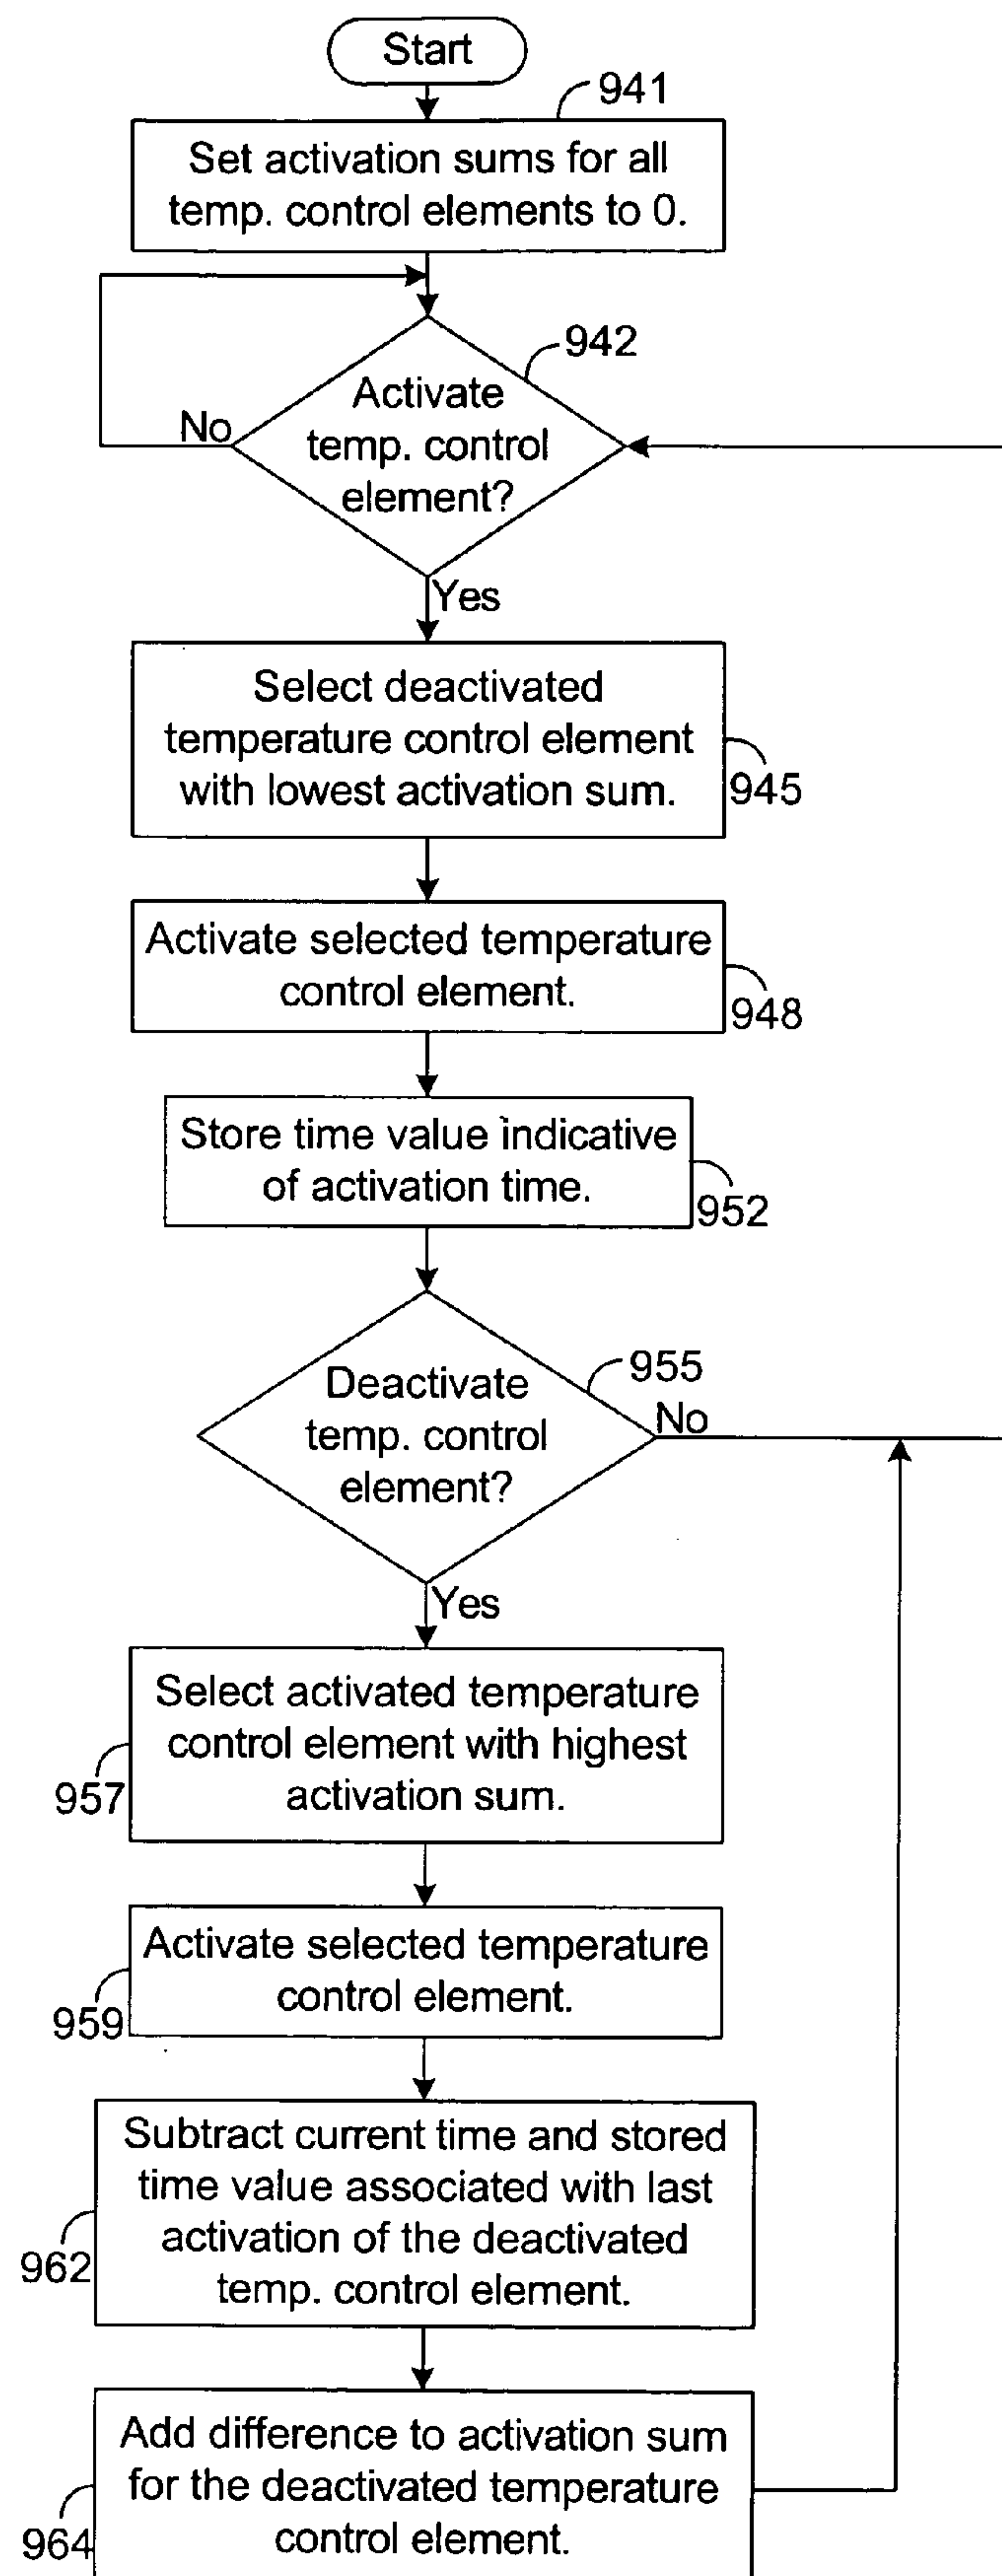 Start
941
Set activation sums for all
temp. control elements to 0.
942
Activate
temp. control
element?
No
Yes
Select deactivated
temperature control element
with lowest activation sum.
945
Activate selected temperature
control element.
948
Store time value indicative
of activation time.
952
Deactivate
temp. control
element?
955
No
Yes
Select activated temperature
control element with highest
activation sum.
957
Activate selected temperature
control element.
959
Subtract current time and stored
time value associated with last
activation of the deactivated
temp. control element.
962
Add difference to activation sum
for the deactivated temperature
control element.
964